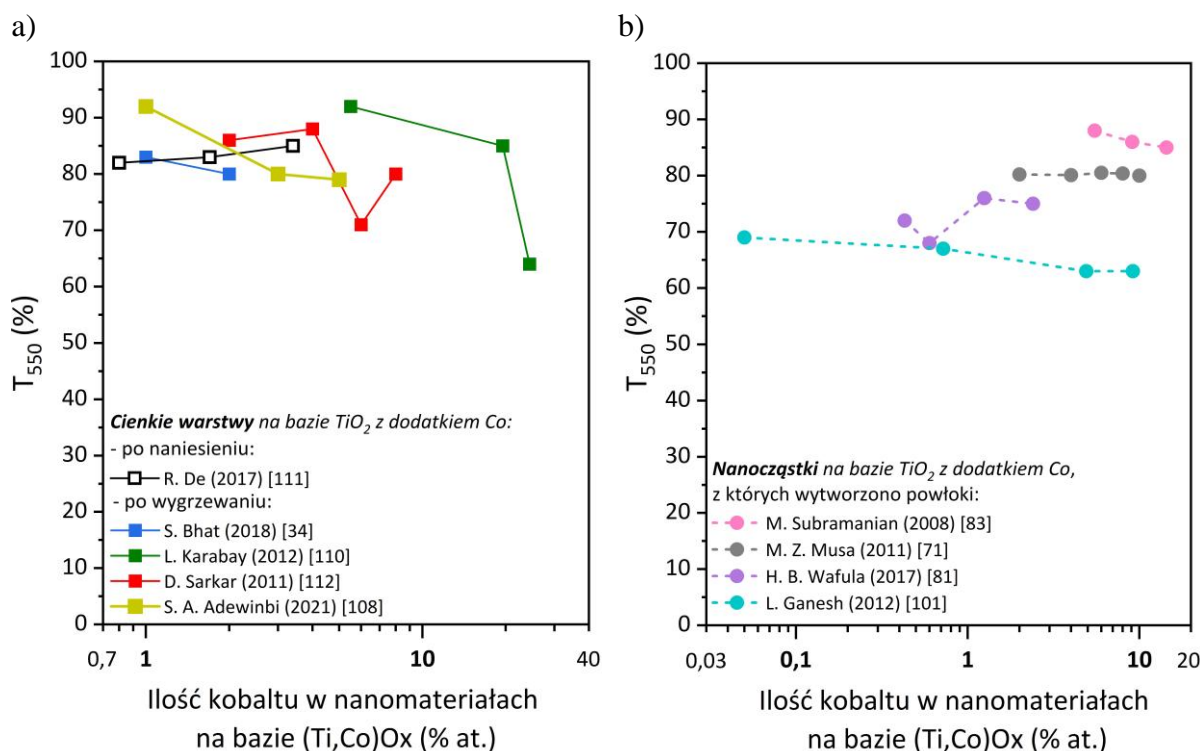 a)
100
90
80
70
60
50
40
30
20
10
0
T550 (%)
Cienkie warstwy na bazie TiO2 z dodatkiem Co:
- po naniesieniu:
R. De (2017) [111]
- po wygrzewaniu:
S. Bhat (2018) [34]
L. Karabay (2012) [110]
D. Sarkar (2011) [112]
S. A. Adewinbi (2021) [108]
0,7 1 10 40
Ilość kobaltu w nanomateriałach
na bazie (Ti,Co)Ox (% at.)
b)
100
90
80
70
60
50
40
30
20
10
0
T550 (%)
Nanocząstki na bazie TiO2 z dodatkiem Co,
z których wytworzono powłoki:
M. Subramanian (2008) [83]
M. Z. Musa (2011) [71]
H. B. Wafula (2017) [81]
L. Ganesh (2012) [101]
0,03 0,1 1 10 20
Ilość kobaltu w nanomateriałach
na bazie (Ti,Co)Ox (% at.)